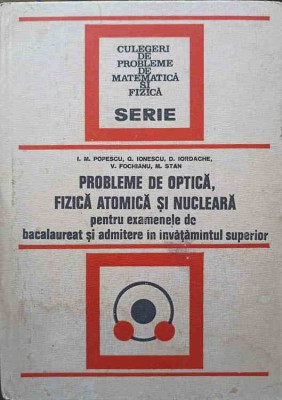 CULEGERI
DE
PROBLEME
DE
MATEMATICĂ
ȘI
FIZICĂ
SERIE
I. M. POPESCU, G. IONESCU, D. IORDACHE,
V. FOCHIANU, M. STAN
PROBLEME DE OPTICĂ,
FIZICĂ ATOMICĂ ȘI NUCLEARĂ
pentru examenele de
bacalaureat și admitere în învățămîntul superior